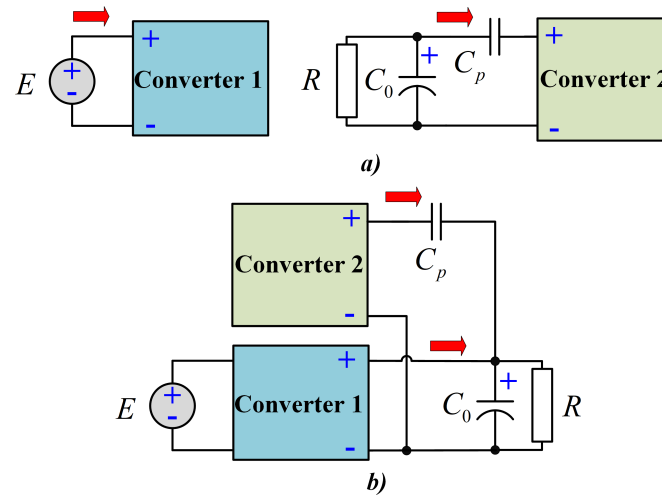 +
+
+
+
E
-
Converter 1
-
R
C₀
Cₚ
Converter 2
-
a)
+
Converter 2
Cₚ
-
+
+
E
-
Converter 1
+
C₀
R
-
b)